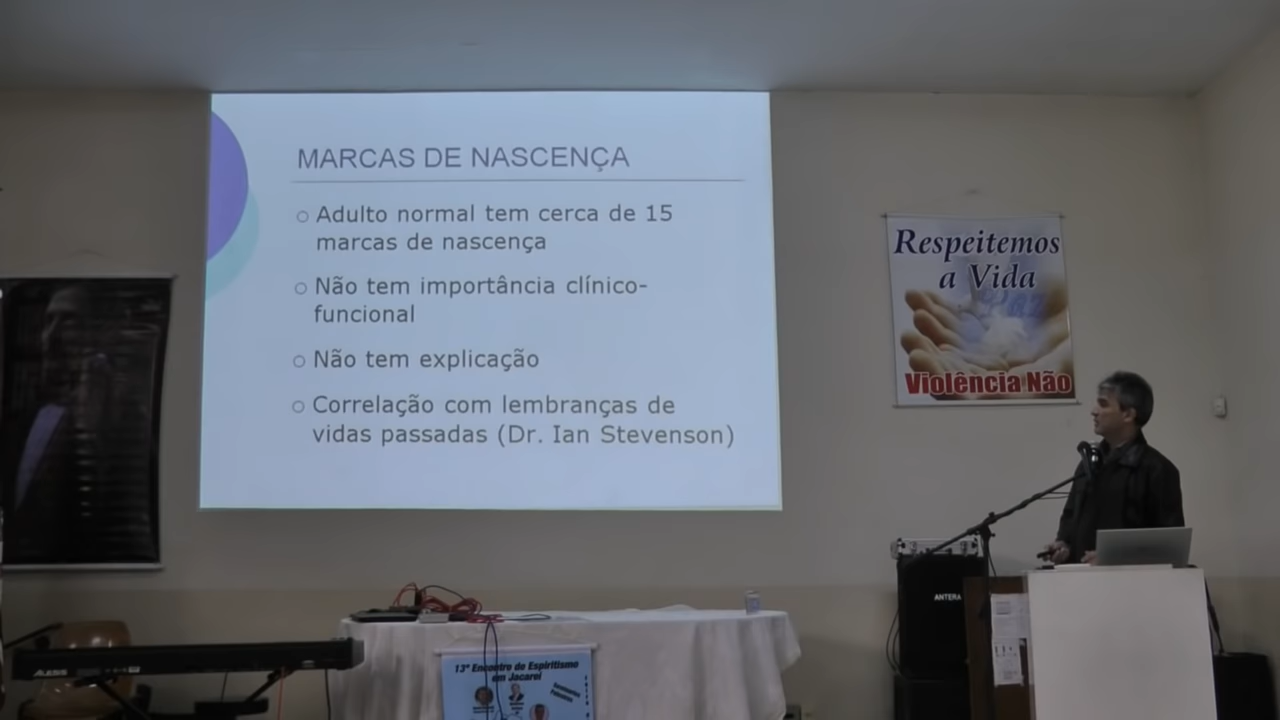 MARCAS DE NASCENÇA
Adulto normal tem cerca de 15
marcas de nascença
Não tem importância clínico-
funcional
Não tem explicação
Correlação com lembranças de
vidas passadas (Dr. Ian Stevenson)
Respeitemos
a Vida
Violência Não
ANTERA
ALESIS
13º Encontro de Espiritismo
em Jacareí